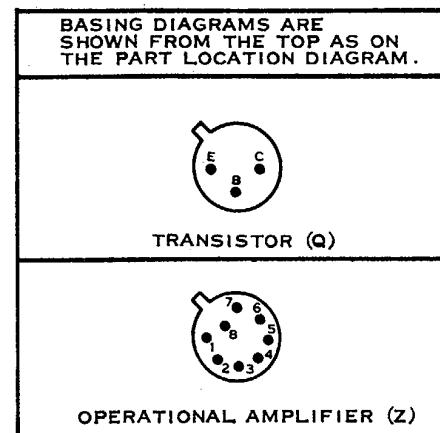 BASING DIAGRAMS ARE
SHOWN FROM THE TOP AS ON
THE PART LOCATION DIAGRAM.
E C
B
TRANSISTOR (Q)
7 6
8 5
1 4
2 3
OPERATIONAL AMPLIFIER (Z)